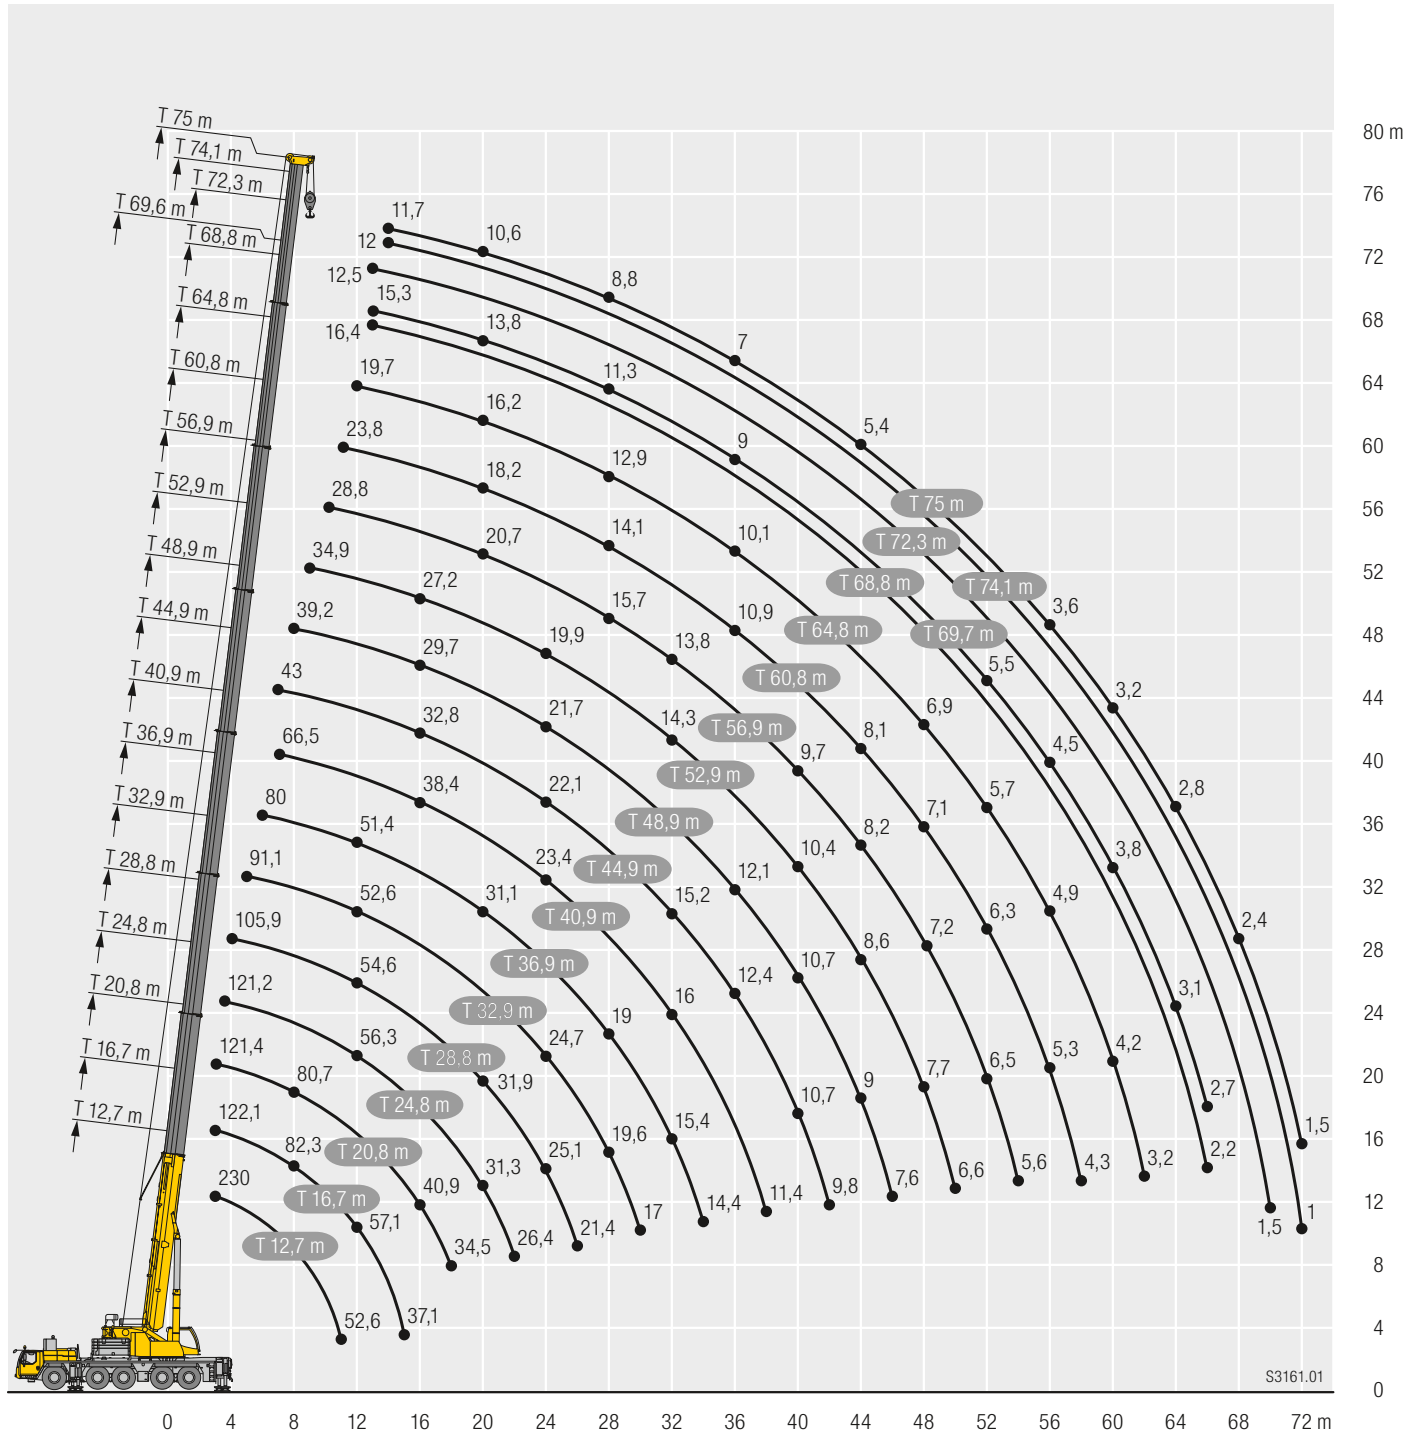 T 75 m
T 74,1 m
T 72,3 m
T 69,6 m
T 68,8 m
T 64,8 m
T 60,8 m
T 56,9 m
T 52,9 m
T 48,9 m
T 44,9 m
T 40,9 m
T 36,9 m
T 32,9 m
T 28,8 m
T 24,8 m
T 20,8 m
T 16,7 m
T 12,7 m
80 m
76
72
68
64
60
56
52
48
44
40
36
32
28
24
20
16
12
8
4
0
11,7 10,6 8,8 7 5,4 3,6 3,2 2,8 2,4 1,5
12 1
12,5 1,5
15,3 13,8 11,3 9 5,5 4,5 3,8 3,1 2,7
16,4 2,2
19,7 16,2 12,9 10,1 6,9 5,7 4,9 4,2 3,2
23,8 18,2 14,1 10,9 8,1 7,1 6,3 5,3 4,3
28,8 20,7 15,7 13,8 9,7 8,2 7,2 6,5 5,6
34,9 27,2 19,9 14,3 10,4 8,6 7,7 6,6
39,2 29,7 21,7 12,1 10,7 9 7,6
43 32,8 22,1 15,2 12,4 10,7 9,8
66,5 38,4 23,4 16 11,4
80 51,4 31,1 19 15,4 14,4
91,1 52,6 24,7 19,6 17
105,9 54,6 31,9 25,1 21,4
121,2 56,3 31,3 26,4
121,4 80,7 40,9 34,5
122,1 82,3 57,1 37,1
230 52,6
T 75 m
T 72,3 m
T 74,1 m
T 68,8 m
T 69,7 m
T 64,8 m
T 60,8 m
T 56,9 m
T 52,9 m
T 48,9 m
T 44,9 m
T 40,9 m
T 36,9 m
T 32,9 m
T 28,8 m
T 24,8 m
T 20,8 m
T 16,7 m
T 12,7 m
S3161.01
0 4 8 12 16 20 24 28 32 36 40 44 48 52 56 60 64 68 72 m